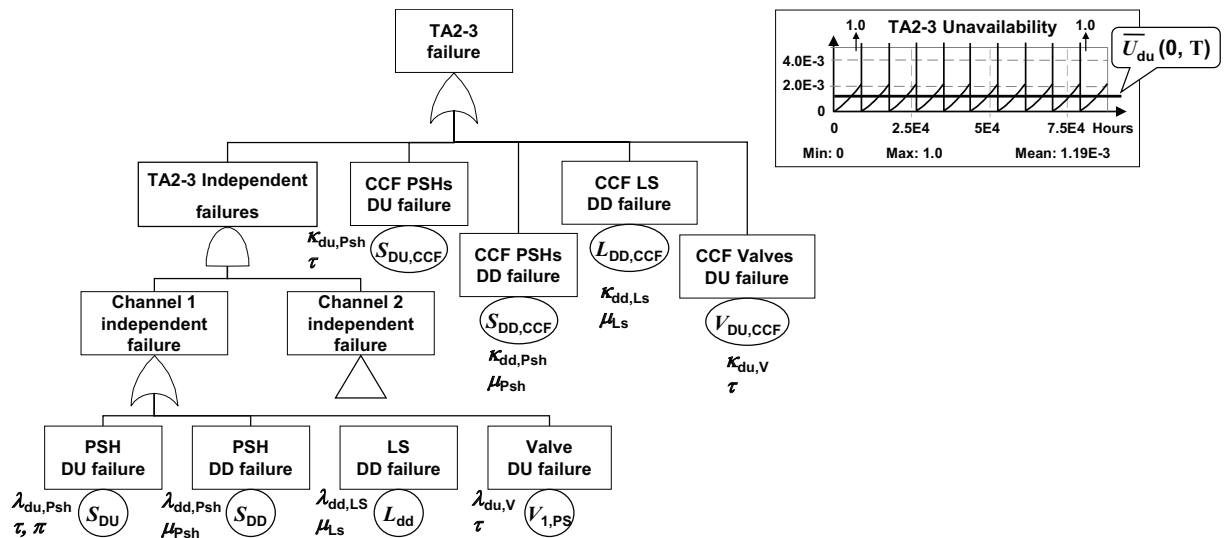 TA2-3
failure
1.0
TA2-3 Unavailability
1.0
U̅du (0, T)
4.0E-3
2.0E-3
0
0
2.5E4
5E4
7.5E4
Hours
Min: 0
Max: 1.0
Mean: 1.19E-3
TA2-3 Independent
failures
CCF PSHs
DU failure
κdu,Psh
τ
SDU,CCF
CCF PSHs
DD failure
SDD,CCF
κdd,Psh
μPsh
CCF LS
DD failure
LDD,CCF
κdd,Ls
μLs
CCF Valves
DU failure
VDU,CCF
κdu,V
τ
Channel 1
independent
failure
Channel 2
independent
failure
PSH
DU failure
λdu,Psh
τ, π
SDU
PSH
DD failure
λdd,Psh
μPsh
SDD
LS
DD failure
λdd,LS
μLs
Ldd
Valve
DU failure
λdu,V
τ
V1,PS